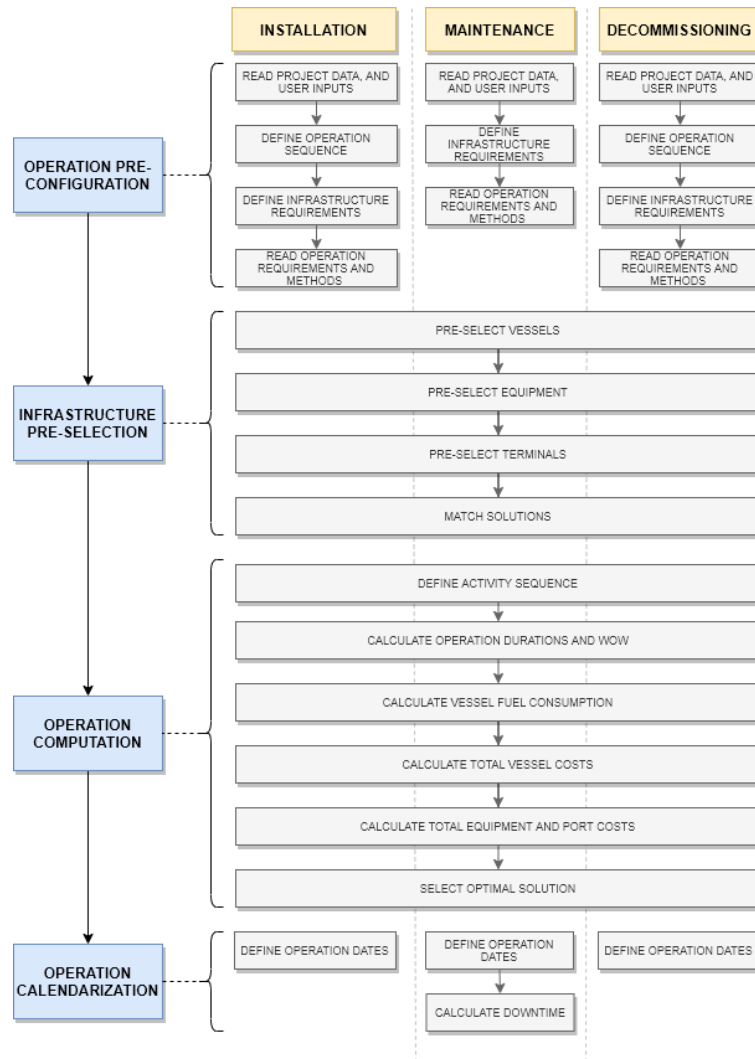 INSTALLATION
MAINTENANCE
DECOMMISSIONING
OPERATION PRE-
CONFIGURATION
READ PROJECT DATA, AND
USER INPUTS
DEFINE OPERATION
SEQUENCE
DEFINE INFRASTRUCTURE
REQUIREMENTS
READ OPERATION
REQUIREMENTS AND
METHODS
READ PROJECT DATA,
AND USER INPUTS
DEFINE
INFRASTRUCTURE
REQUIREMENTS
READ OPERATION
REQUIREMENTS AND
METHODS
READ PROJECT DATA, AND
USER INPUTS
DEFINE OPERATION
SEQUENCE
DEFINE INFRASTRUCTURE
REQUIREMENTS
READ OPERATION
REQUIREMENTS AND
METHODS
INFRASTRUCTURE
PRE-SELECTION
PRE-SELECT VESSELS
PRE-SELECT EQUIPMENT
PRE-SELECT TERMINALS
MATCH SOLUTIONS
OPERATION
COMPUTATION
DEFINE ACTIVITY SEQUENCE
CALCULATE OPERATION DURATIONS AND WOW
CALCULATE VESSEL FUEL CONSUMPTION
CALCULATE TOTAL VESSEL COSTS
CALCULATE TOTAL EQUIPMENT AND PORT COSTS
SELECT OPTIMAL SOLUTION
OPERATION
CALENDARIZATION
DEFINE OPERATION DATES
DEFINE OPERATION
DATES
CALCULATE DOWNTIME
DEFINE OPERATION DATES